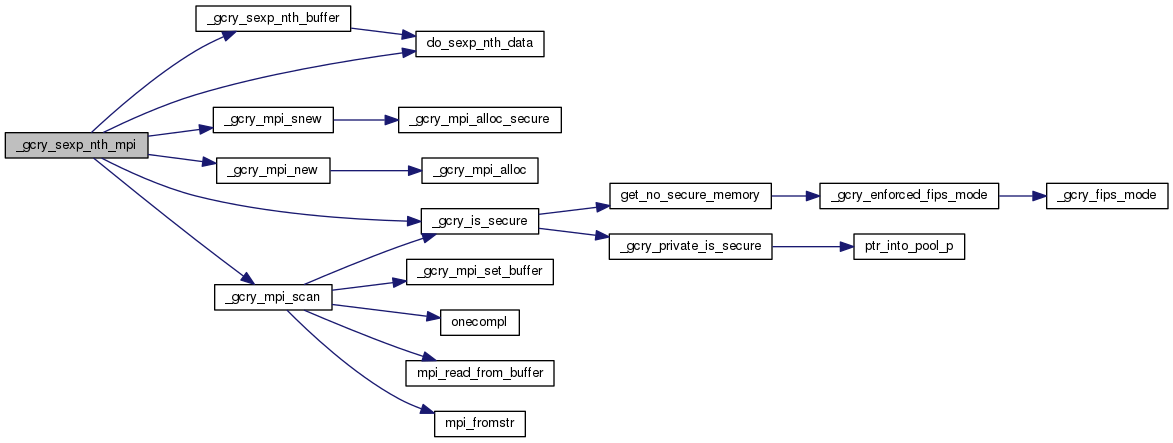 _gcry_sexp_nth_buffer
do_sexp_nth_data
_gcry_mpi_snew
_gcry_mpi_alloc_secure
_gcry_sexp_nth_mpi
_gcry_mpi_new
_gcry_mpi_alloc
get_no_secure_memory
_gcry_enforced_fips_mode
_gcry_fips_mode
_gcry_is_secure
_gcry_private_is_secure
ptr_into_pool_p
_gcry_mpi_set_buffer
_gcry_mpi_scan
onecompl
mpi_read_from_buffer
mpi_fromstr